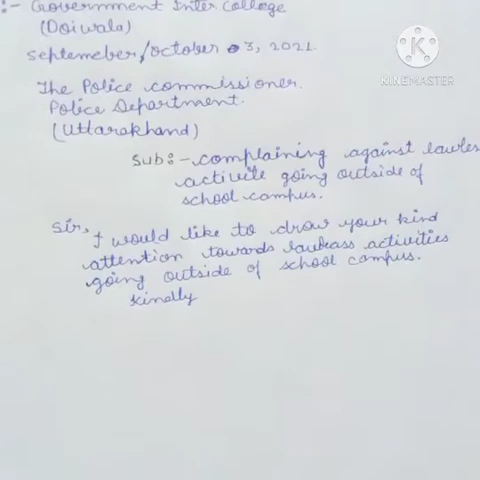 :- Government Inter College
(Doiwala)
Septemeber/October 3, 2021.
KINEMASTER
The Police commissioner.
Police Department.
(Uttarakhand)
Sub:- complaining against lawles
activite going outside of
school campus.
Sir, I would like to draw your kind
attention towards lawleass activities
going outside of school campus.
kindly